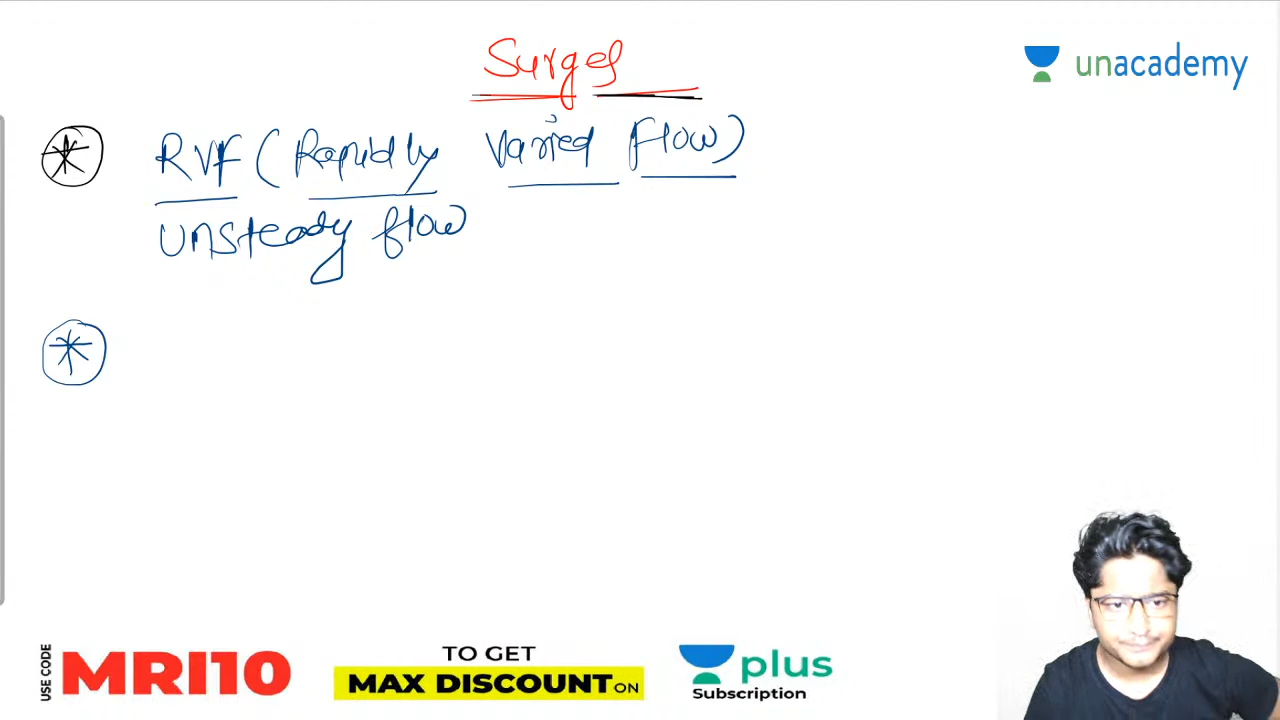 Surges
unacademy
RVF (Rapidly Varied Flow)
unsteady flow
USE CODE
MRI10
TO GET
MAX DISCOUNT ON
plus
Subscription